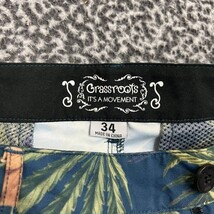 Grassroots
IT'S A MOVEMENT
34
MADE IN CHINA